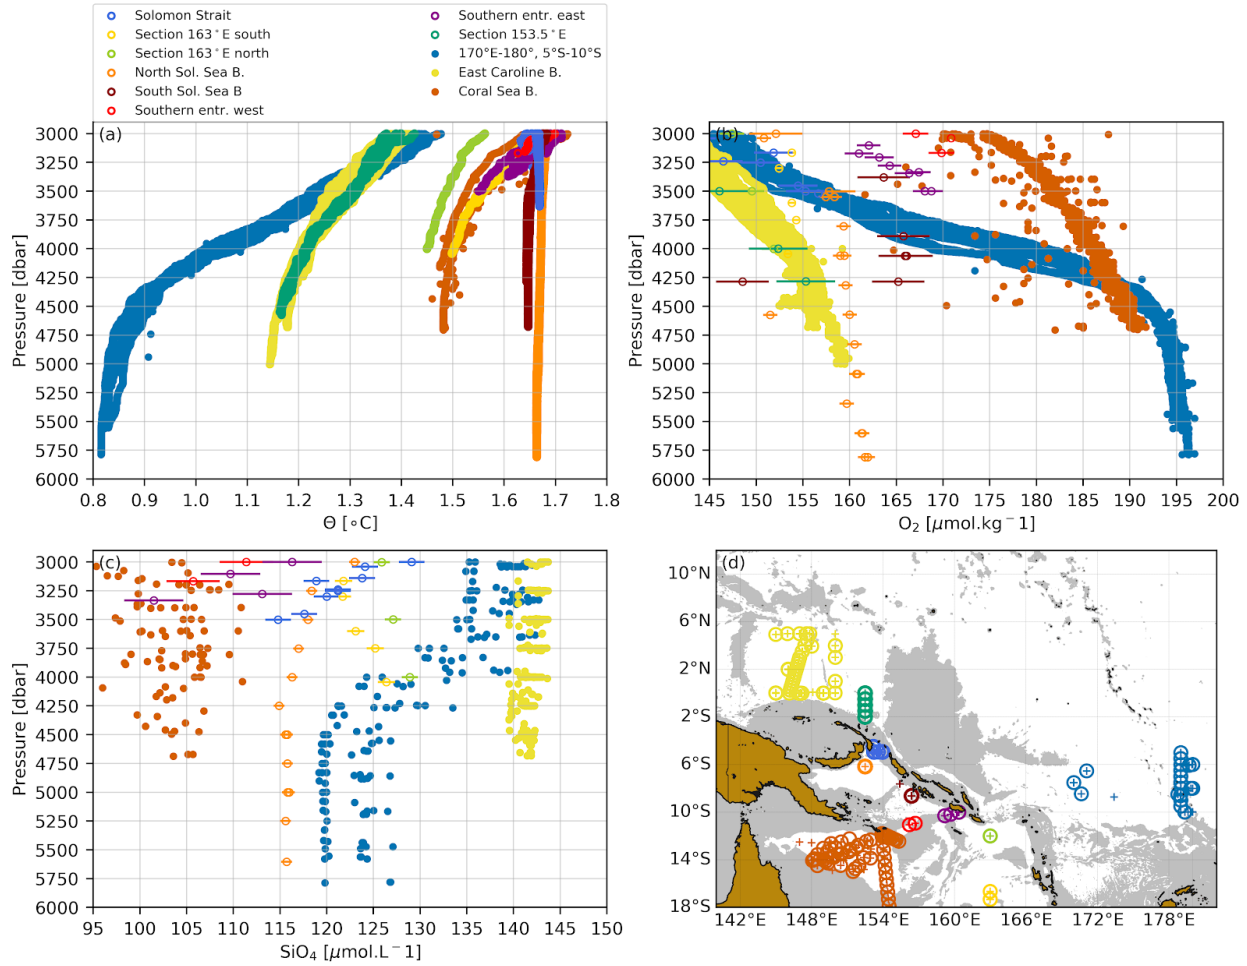 Solomon Strait
Section 163°E south
Section 163°E north
North Sol. Sea B.
South Sol. Sea B
Southern entr. west
Southern entr. east
Section 153.5°E
170°E-180°, 5°S-10°S
East Caroline B.
Coral Sea B.
(a)
Pressure [dbar]
3000
3250
3500
3750
4000
4250
4500
4750
5000
5250
5500
5750
6000
0.8 0.9 1.0 1.1 1.2 1.3 1.4 1.5 1.6 1.7 1.8
Θ [∘C]
(b)
Pressure [dbar]
3000
3250
3500
3750
4000
4250
4500
4750
5000
5250
5500
5750
6000
145 150 155 160 165 170 175 180 185 190 195 200
O₂ [μmol.kg − 1]
(c)
Pressure [dbar]
3000
3250
3500
3750
4000
4250
4500
4750
5000
5250
5500
5750
6000
95 100 105 110 115 120 125 130 135 140 145 150
SiO₄ [μmol.L − 1]
(d)
10°N
6°N
2°N
2°S
6°S
10°S
14°S
18°S
142°E 148°E 154°E 160°E 166°E 172°E 178°E